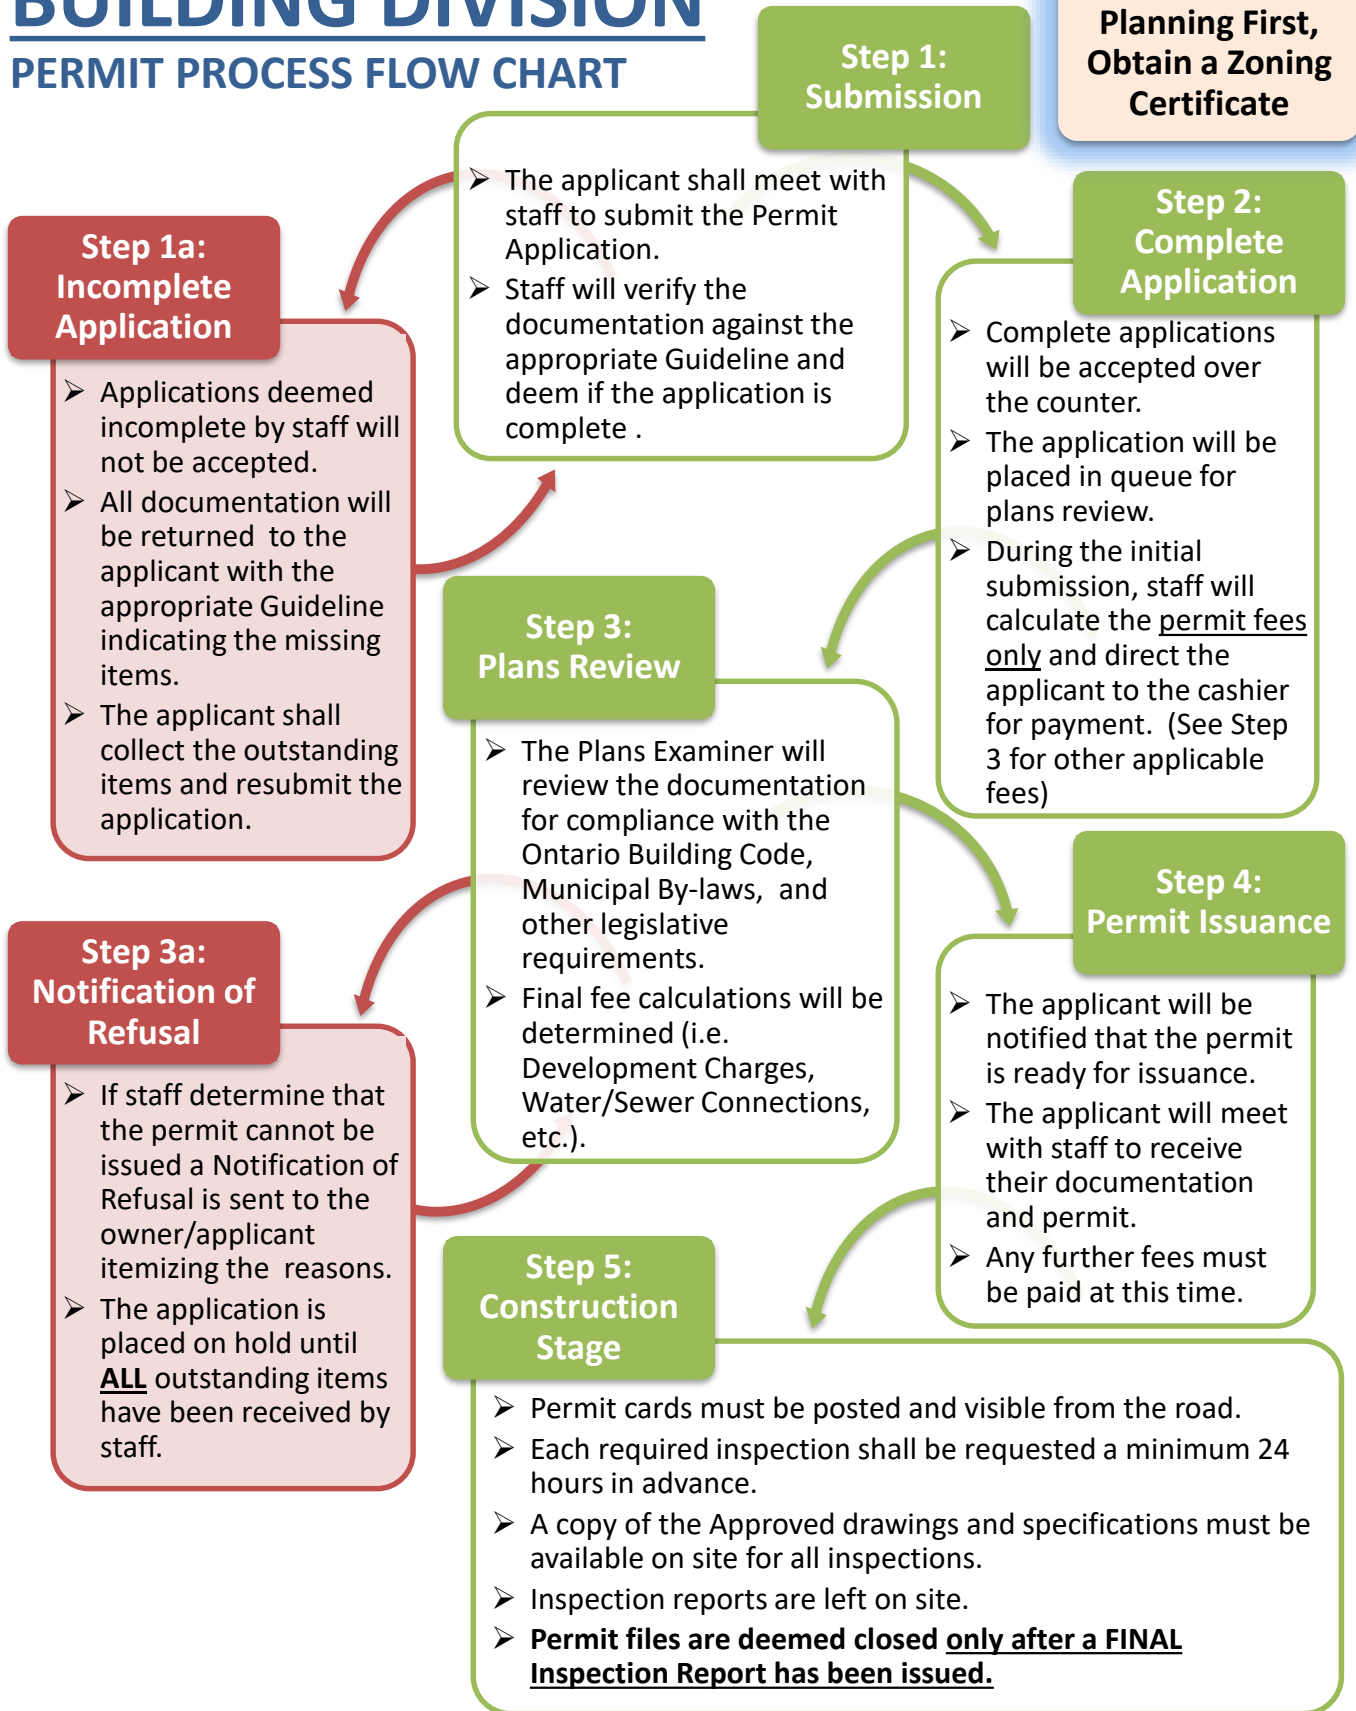 BUILDING DIVISION
PERMIT PROCESS FLOW CHART
Planning First,
Obtain a Zoning
Certificate
Step 1:
Submission
➢ The applicant shall meet with
staff to submit the Permit
Application.
➢ Staff will verify the
documentation against the
appropriate Guideline and
deem if the application is
complete .
Step 1a:
Incomplete
Application
➢ Applications deemed
incomplete by staff will
not be accepted.
➢ All documentation will
be returned  to the
applicant with the
appropriate Guideline
indicating the missing
items.
➢ The applicant shall
collect the outstanding
items and resubmit the
application.
Step 2:
Complete
Application
➢ Complete applications
will be accepted over
the counter.
➢ The application will be
placed in queue for
plans review.
➢ During the initial
submission, staff will
calculate the permit fees
only and direct the
applicant to the cashier
for payment.  (See Step
3 for other applicable
fees)
Step 3:
Plans Review
➢ The Plans Examiner will
review the documentation
for compliance with the
Ontario Building Code,
Municipal By-laws,  and
other legislative
requirements.
➢ Final fee calculations will be
determined (i.e.
Development Charges,
Water/Sewer Connections,
etc.).
Step 3a:
Notification of
Refusal
➢ If staff determine that
the permit cannot be
issued a Notification of
Refusal is sent to the
owner/applicant
itemizing the  reasons.
➢ The application is
placed on hold until
ALL outstanding items
have been received by
staff.
Step 4:
Permit Issuance
➢ The applicant will be
notified that the permit
is ready for issuance.
➢ The applicant will meet
with staff to receive
their documentation
and permit.
➢ Any further fees must
be paid at this time.
Step 5:
Construction
Stage
➢ Permit cards must be posted and visible from the road.
➢ Each required inspection shall be requested a minimum 24
hours in advance.
➢ A copy of the Approved drawings and specifications must be
available on site for all inspections.
➢ Inspection reports are left on site.
➢ Permit files are deemed closed only after a FINAL
Inspection Report has been issued.